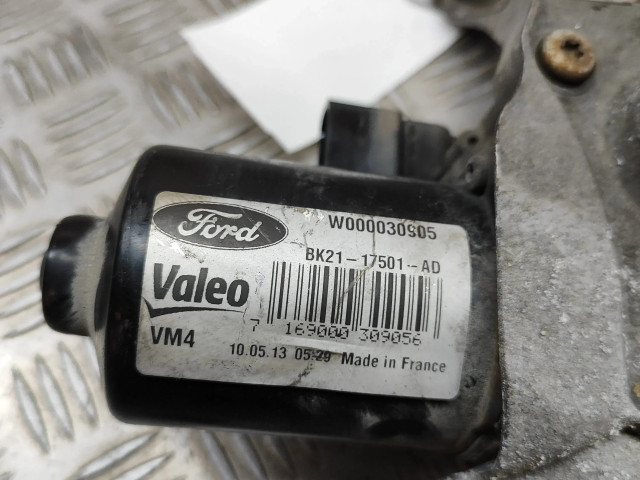 Ford
W000030905
BK21-17501-AD
Valeo
7 169000 309056
VM4
10.05.13 05:29 Made in France